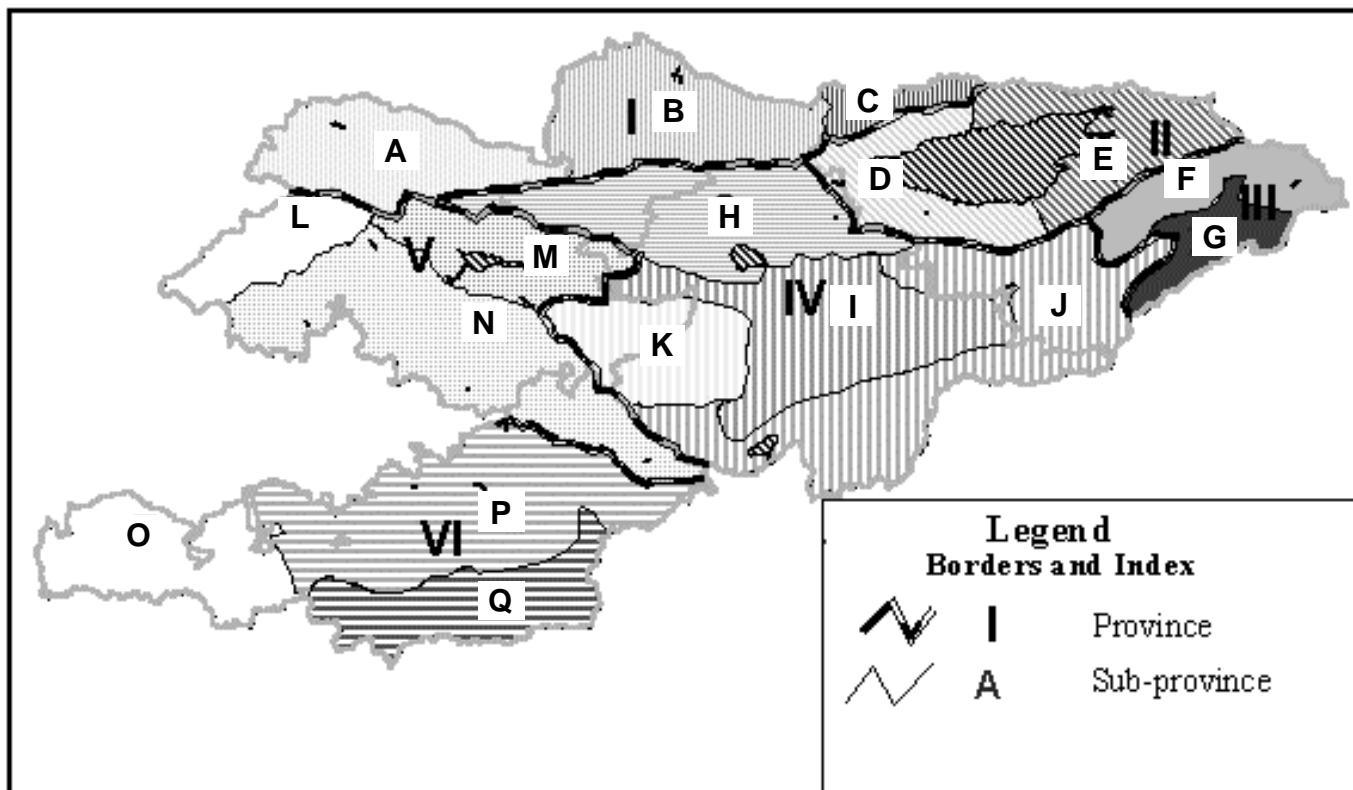 I
B
C
A
II
E
D
F
III
L
H
G
V
M
IV
I
J
N
K
O
P
VI
Q
Legend
Borders and Index
I Province
A Sub-province